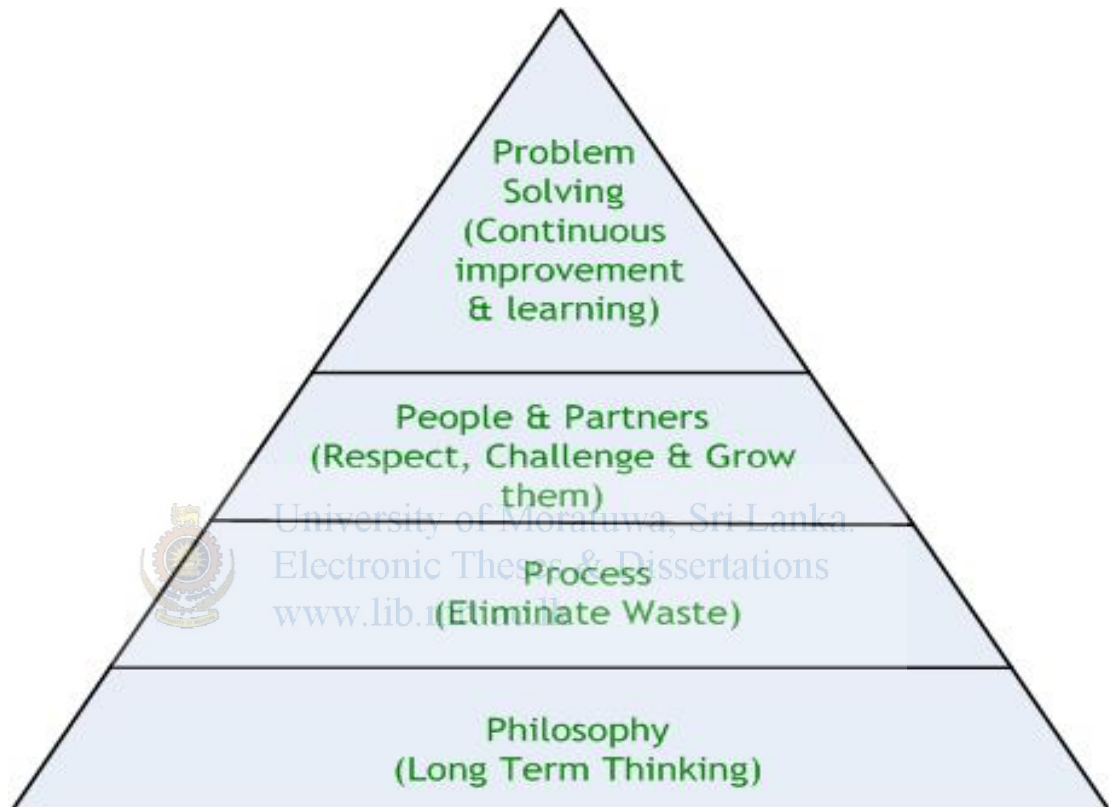 Problem
Solving
(Continuous
improvement
& learning)
People & Partners
(Respect, Challenge & Grow
them)
University of Moratuwa, Sri Lanka.
Electronic Theses & Dissertations
Process
www.lib.
(Eliminate Waste)
Philosophy
(Long Term Thinking)